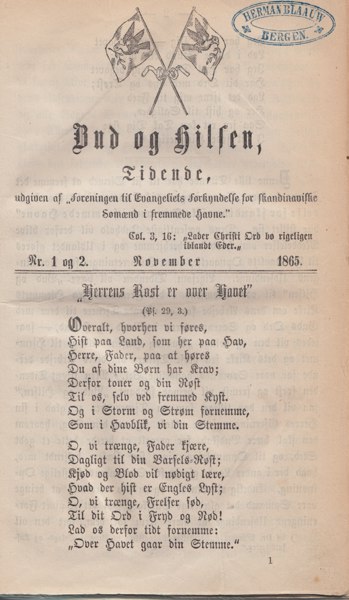 HERMAN BLAAUW
BERGEN.
Bud og Hilsen,
Tidende,
udgiven af „Foreningen til Evangeliets Forkyndelse for skandinaviske
Sømænd i fremmede Havne.“
Col. 3, 16: „Lader Christi Ord bo rigeligen
iblandt Eder.„
Nr. 1 og 2. November 1865.
„Herrens Røst er over Havet“
(Ps. 29, 3.)
Overalt, hvorhen vi føres,
Hist paa Land, som her paa Hav,
Herre, Fader, paa at høres
Du af dine Børn har Krav;
Derfor toner og din Røst
Til os, selv ved fremmed Kyst.
Og i Storm og Strøm fornemme,
Som i Havblik, vi din Stemme.
O, vi trænge, Fader kjære,
Dagligt til din Varsels-Røst;
Kjød og Blod vil nødigt lære,
Hvad der hist er Engles Lyst;
O, vi trænge, Frelser sød,
Til dit Ord i Fryd og Nød!
Lad os derfor tidt fornemme:
„Over Havet gaar din Stemme.“
1